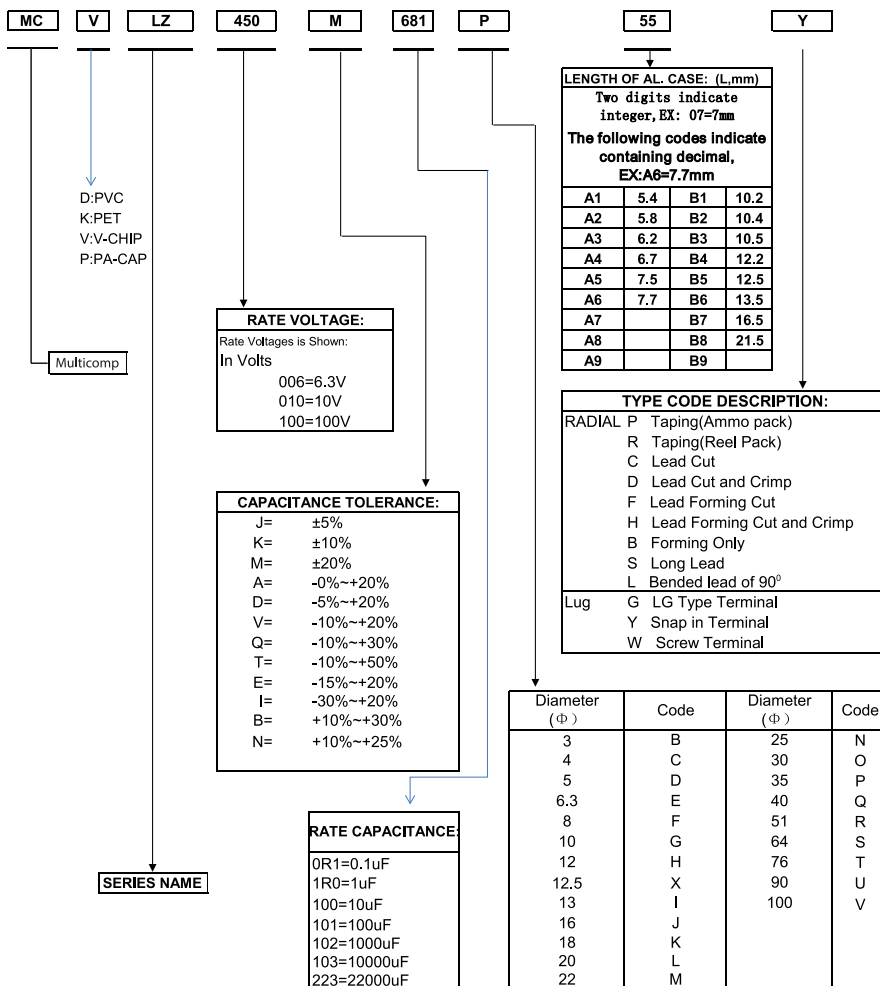 MC V LZ 450 M 681 P 55 Y
D:PVC
K:PET
V:V-CHIP
P:PA-CAP
Multicomp
SERIES NAME
RATE VOLTAGE:
Rate Voltages is Shown:
In Volts
006=6.3V
010=10V
100=100V
CAPACITANCE TOLERANCE:
J= ±5%
K= ±10%
M= ±20%
A= -0%~+20%
D= -5%~+20%
V= -10%~+20%
Q= -10%~+30%
T= -10%~+50%
E= -15%~+20%
I= -30%~+20%
B= +10%~+30%
N= +10%~+25%
RATE CAPACITANCE:
0R1=0.1uF
1R0=1uF
100=10uF
101=100uF
102=1000uF
103=10000uF
223=22000uF
LENGTH OF AL. CASE: (L,mm)
Two digits indicate
integer,EX: 07=7mm
The following codes indicate
containing decimal,
EX:A6=7.7mm
A1 5.4 B1 10.2
A2 5.8 B2 10.4
A3 6.2 B3 10.5
A4 6.7 B4 12.2
A5 7.5 B5 12.5
A6 7.7 B6 13.5
A7 B7 16.5
A8 B8 21.5
A9 B9
TYPE CODE DESCRIPTION:
RADIAL P Taping(Ammo pack)
R Taping(Reel Pack)
C Lead Cut
D Lead Cut and Crimp
F Lead Forming Cut
H Lead Forming Cut and Crimp
B Forming Only
S Long Lead
L Bended lead of 90⁰
Lug G LG Type Terminal
Y Snap in Terminal
W Screw Terminal
Diameter (Φ) Code Diameter (Φ) Code
3 B 25 N
4 C 30 O
5 D 35 P
6.3 E 40 Q
8 F 51 R
10 G 64 S
12 H 76 T
12.5 X 90 U
13 I 100 V
16 J
18 K
20 L
22 M